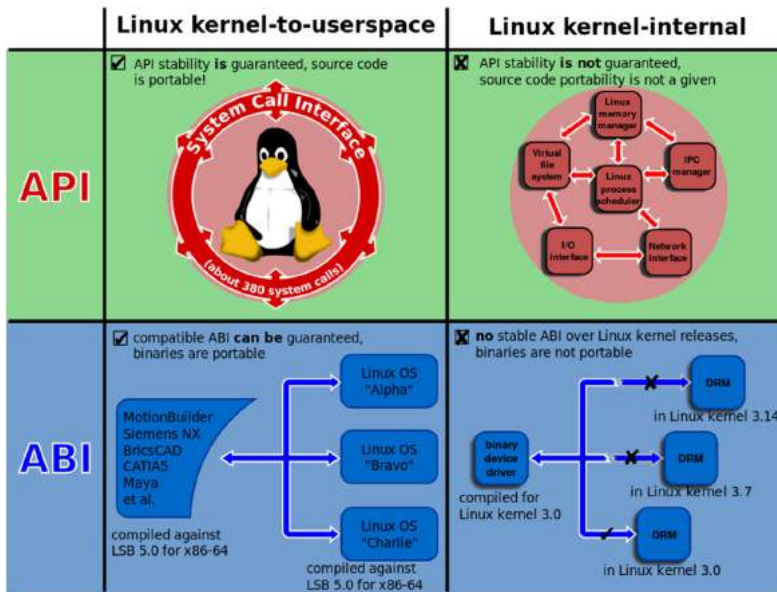 Linux kernel-to-userspace
Linux kernel-internal
API
API stability is guaranteed, source code
is portable!
System Call Interface
(about 380 system calls)
API stability is not guaranteed,
source code portability is not a given
Linux
memory
manager
Virtual
file
system
IPC
manager
Linux
process
scheduler
I/O
interface
Network
interface
ABI
compatible ABI can be guaranteed,
binaries are portable
MotionBuilder
Siemens NX
BricsCAD
CATIA5
Maya
et al.
compiled against
LSB 5.0 for x86-64
Linux OS
"Alpha"
Linux OS
"Bravo"
Linux OS
"Charlie"
compiled against
LSB 5.0 for x86-64
no stable ABI over Linux kernel releases,
binaries are not portable
binary
device
driver
compiled for
Linux kernel 3.0
DRM
in Linux kernel 3.14
DRM
in Linux kernel 3.7
DRM
in Linux kernel 3.0